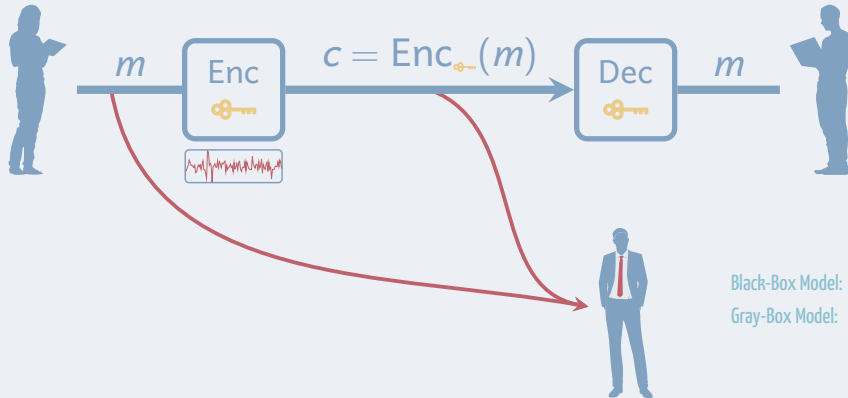 m
Enc
c = Enc(m)
Dec
m
Black-Box Model:
Gray-Box Model: